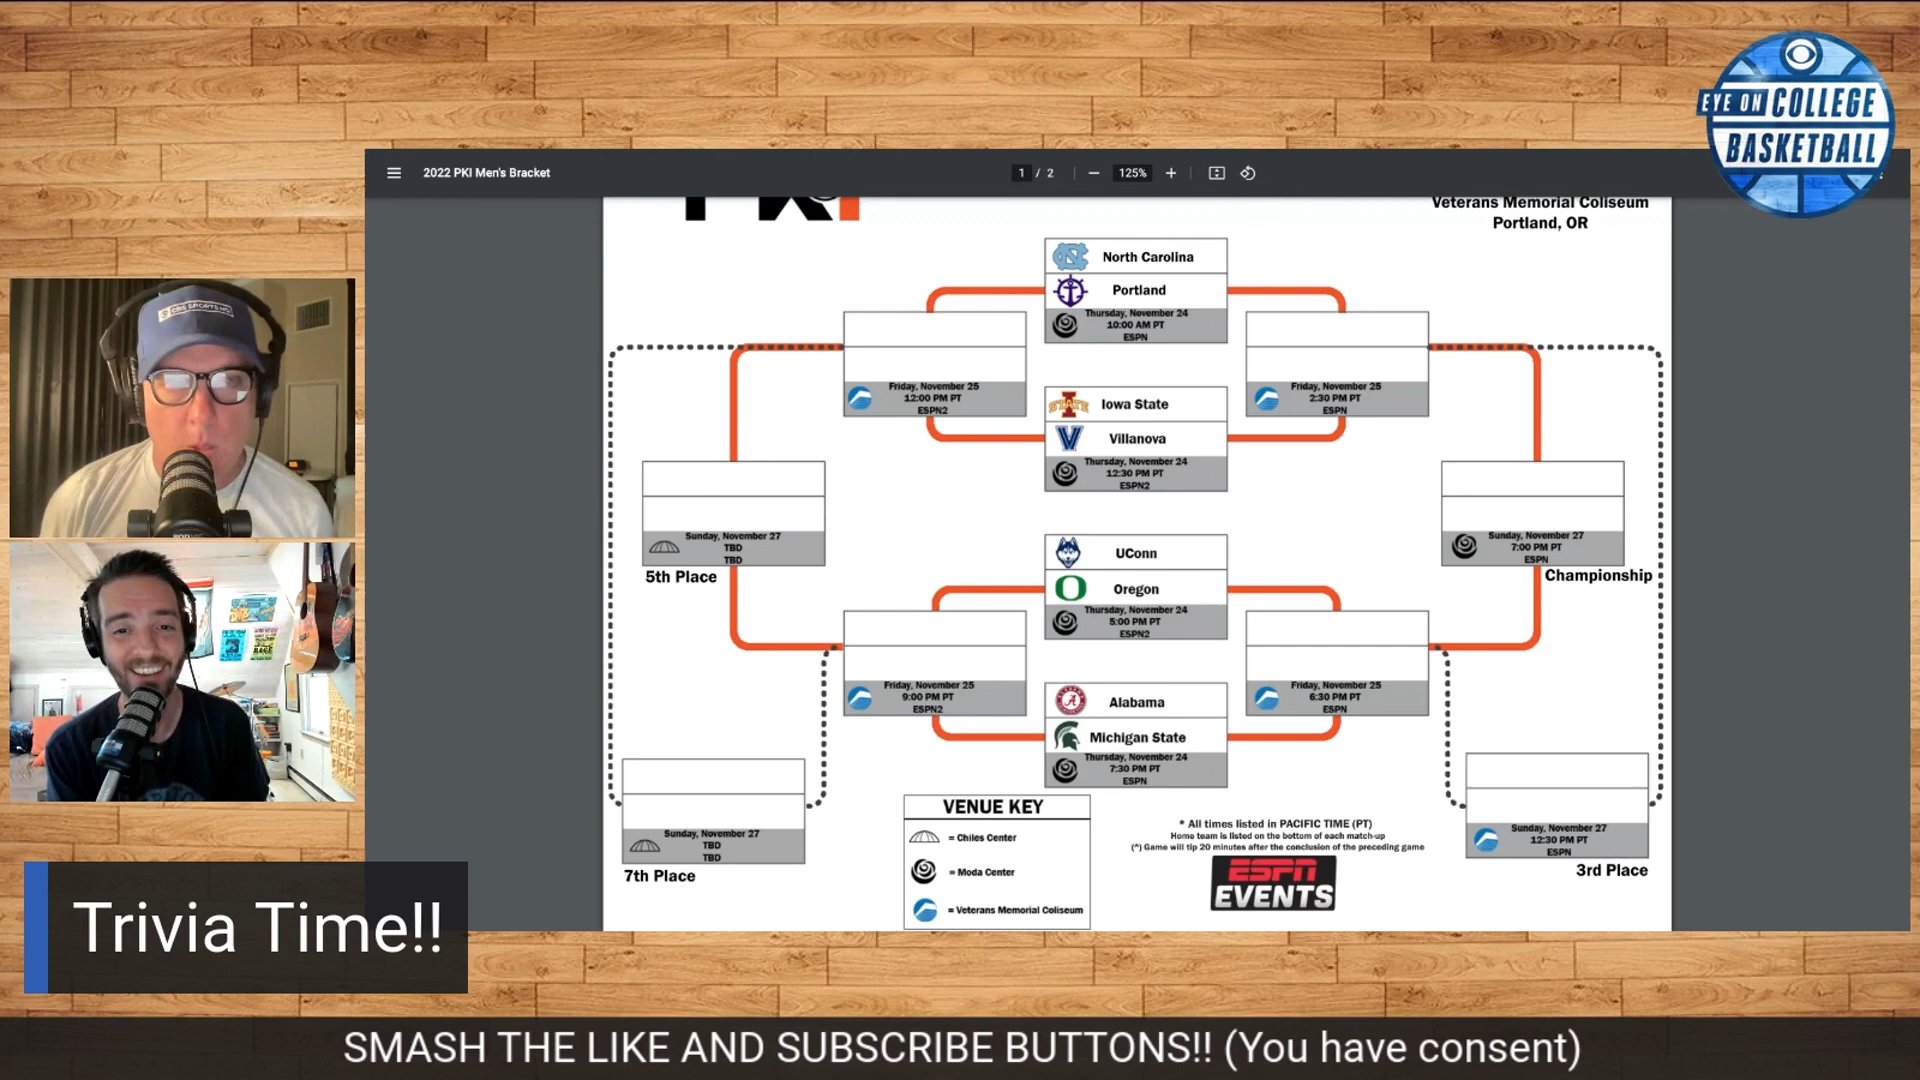 EYE ON COLLEGE
BASKETBALL
2022 PKI Men's Bracket
1 / 2
125%
PKI
Veterans Memorial Coliseum
Portland, OR
North Carolina
Portland
Thursday, November 24
10:00 AM PT
ESPN
Friday, November 25
12:00 PM PT
ESPN2
Friday, November 25
2:30 PM PT
ESPN
STATE
Iowa State
Villanova
Thursday, November 24
12:30 PM PT
ESPN2
Sunday, November 27
TBD
TBD
5th Place
Sunday, November 27
7:00 PM PT
ESPN
Championship
UConn
Oregon
Thursday, November 24
5:00 PM PT
ESPN2
Friday, November 25
9:00 PM PT
ESPN2
Friday, November 25
6:30 PM PT
ESPN
Alabama
Michigan State
Thursday, November 24
7:30 PM PT
ESPN
Sunday, November 27
TBD
TBD
7th Place
Sunday, November 27
12:30 PM PT
ESPN
3rd Place
VENUE KEY
= Chiles Center
= Moda Center
= Veterans Memorial Coliseum
* All times listed in PACIFIC TIME (PT)
Home team is listed on the bottom of each match-up
(^) Game will tip 20 minutes after the conclusion of the preceding game
ESPN
EVENTS
CBS SPORTS HQ
Trivia Time!!
SMASH THE LIKE AND SUBSCRIBE BUTTONS!! (You have consent)